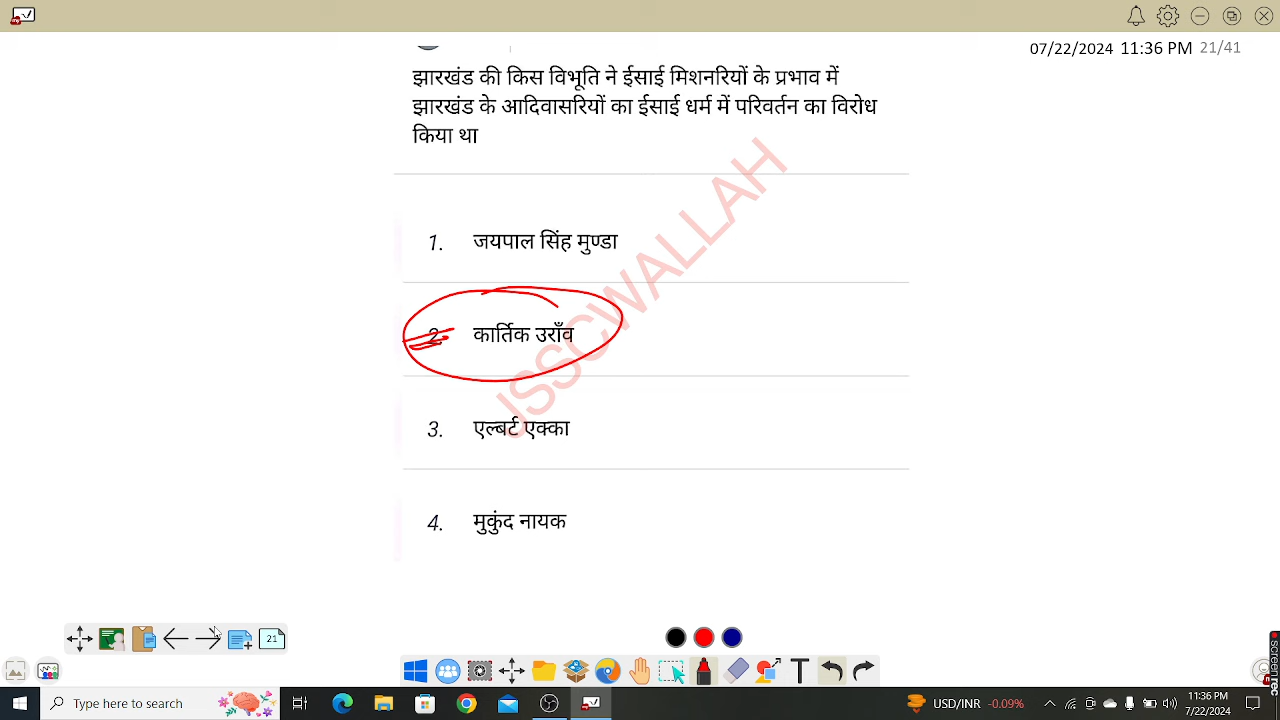 07/22/2024 11:36 PM 21/41
झारखंड की किस विभूति ने ईसाई मिशनरियों के प्रभाव में
झारखंड के आदिवासरियों का ईसाई धर्म में परिवर्तन का विरोध
किया था
1. जयपाल सिंह मुण्डा
2. कार्तिक उराँव
3. एल्बर्ट एक्का
4. मुकुंद नायक
JSSCWALLAH
21
T
Type here to search
USD/INR -0.09%
11:36 PM
7/22/2024